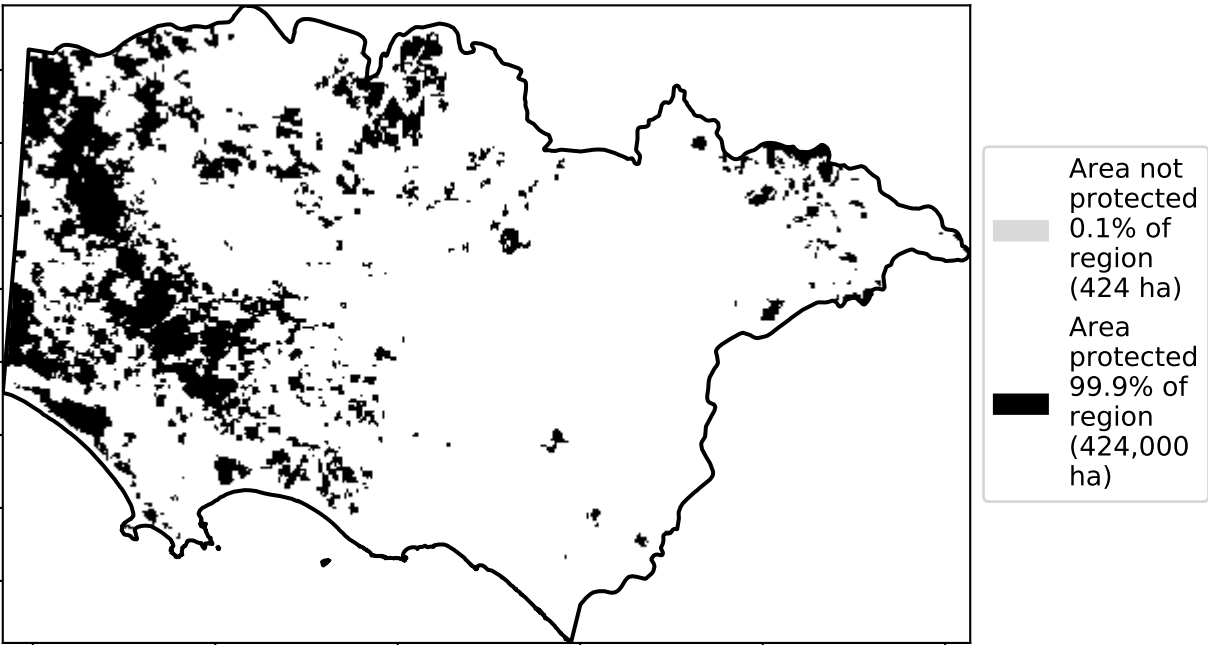 Area not
protected
0.1% of
region
(424 ha)
Area
protected
99.9% of
region
(424,000
ha)